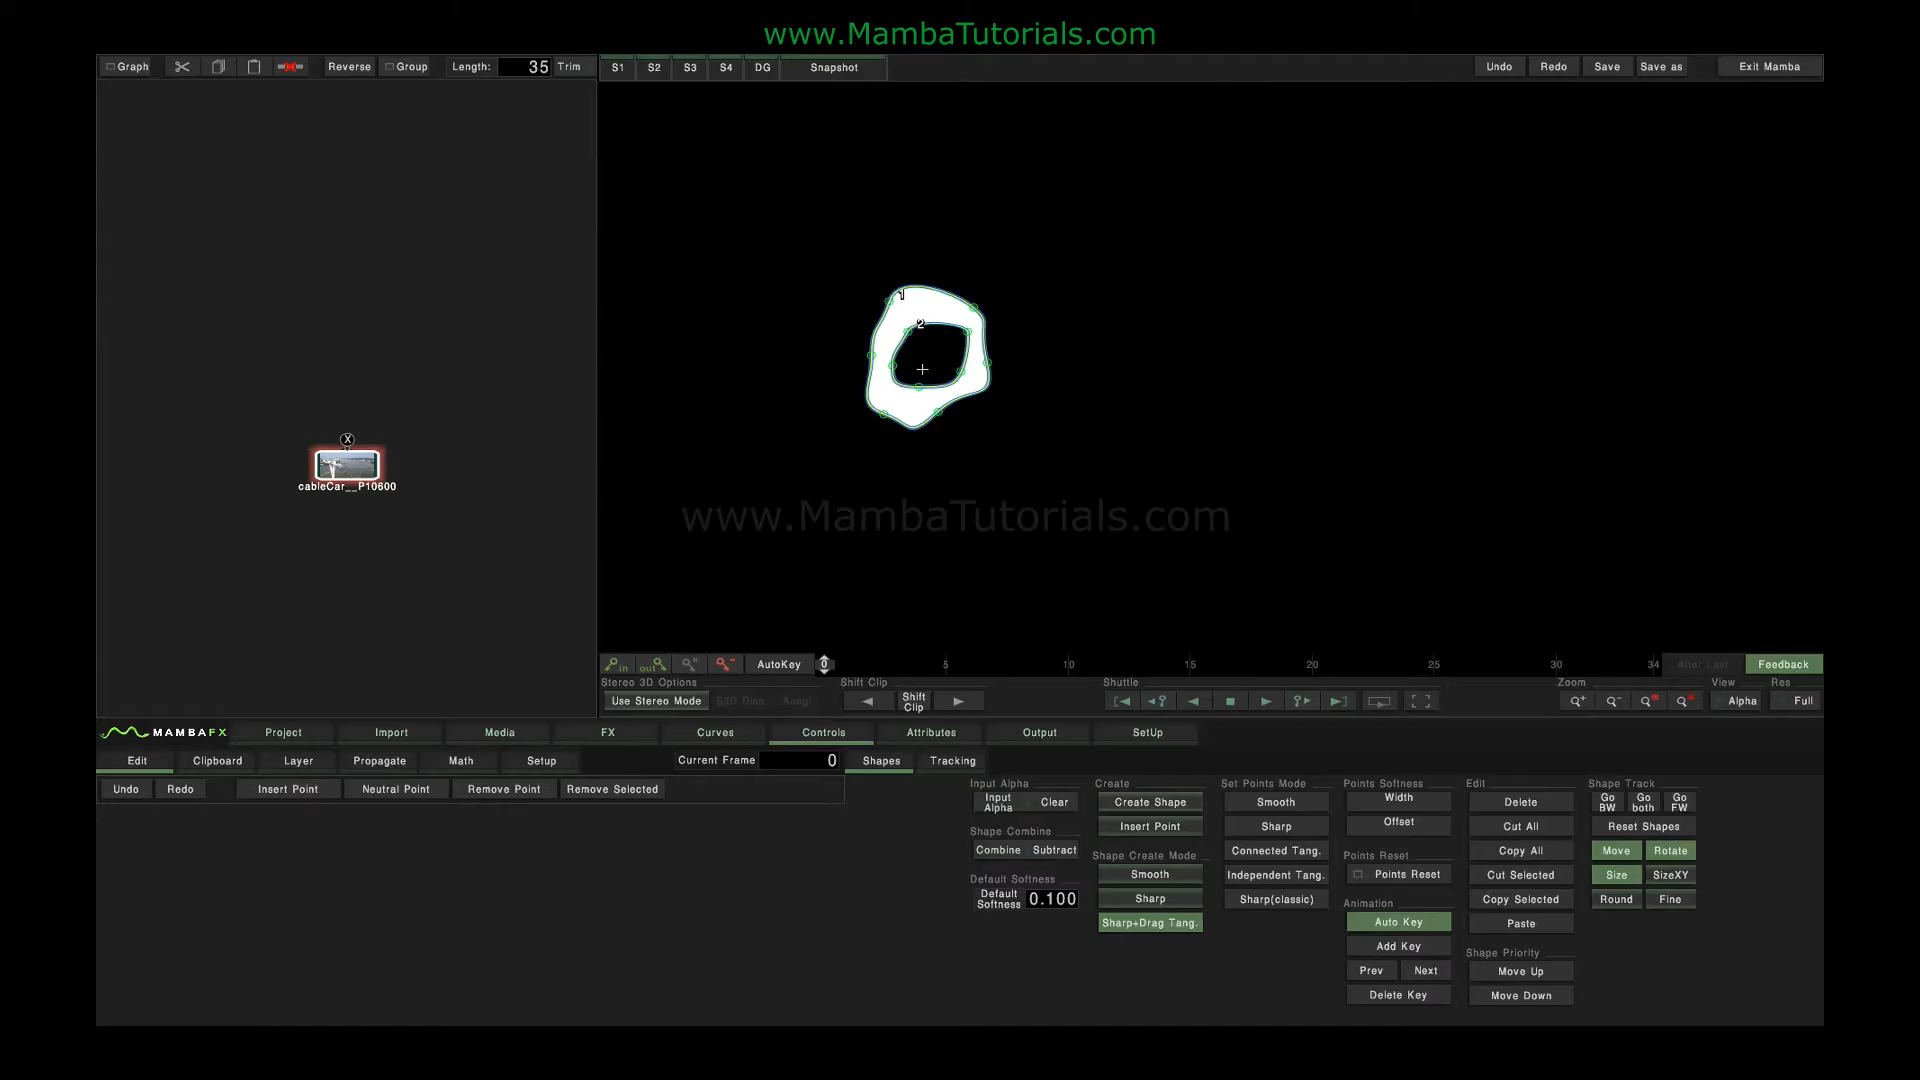 www.MambaTutorials.com
Graph Reverse Group Length: 35 Trim S1 S2 S3 S4 DG Snapshot Undo Redo Save Save as Exit Mamba
1
2
X
cableCar__P10600
www.MambaTutorials.com
in out AutoKey 0 5 10 15 20 25 30 34 After Last Feedback
Stereo 3D Options Shift Clip Shuttle Zoom View Res
Use Stereo Mode S3D Disp Anagl Shift Clip Alpha Full
MAMBAFX Project Import Media FX Curves Controls Attributes Output SetUp
Edit Clipboard Layer Propagate Math Setup Current Frame 0 Shapes Tracking
Undo Redo Insert Point Neutral Point Remove Point Remove Selected
Input Alpha Create Set Points Mode Points Softness Edit Shape Track
Input Alpha Clear Create Shape Smooth Width Delete Go BW Go both Go FW
Shape Combine Insert Point Sharp Offset Cut All Reset Shapes
Combine Subtract Shape Create Mode Connected Tang. Points Reset Copy All Move Rotate
Default Softness Smooth Independent Tang. Points Reset Cut Selected Size SizeXY
Default Softness 0.100 Sharp Sharp(classic) Animation Copy Selected Round Fine
Sharp+Drag Tang. Auto Key Paste
Add Key Shape Priority
Prev Next Move Up
Delete Key Move Down